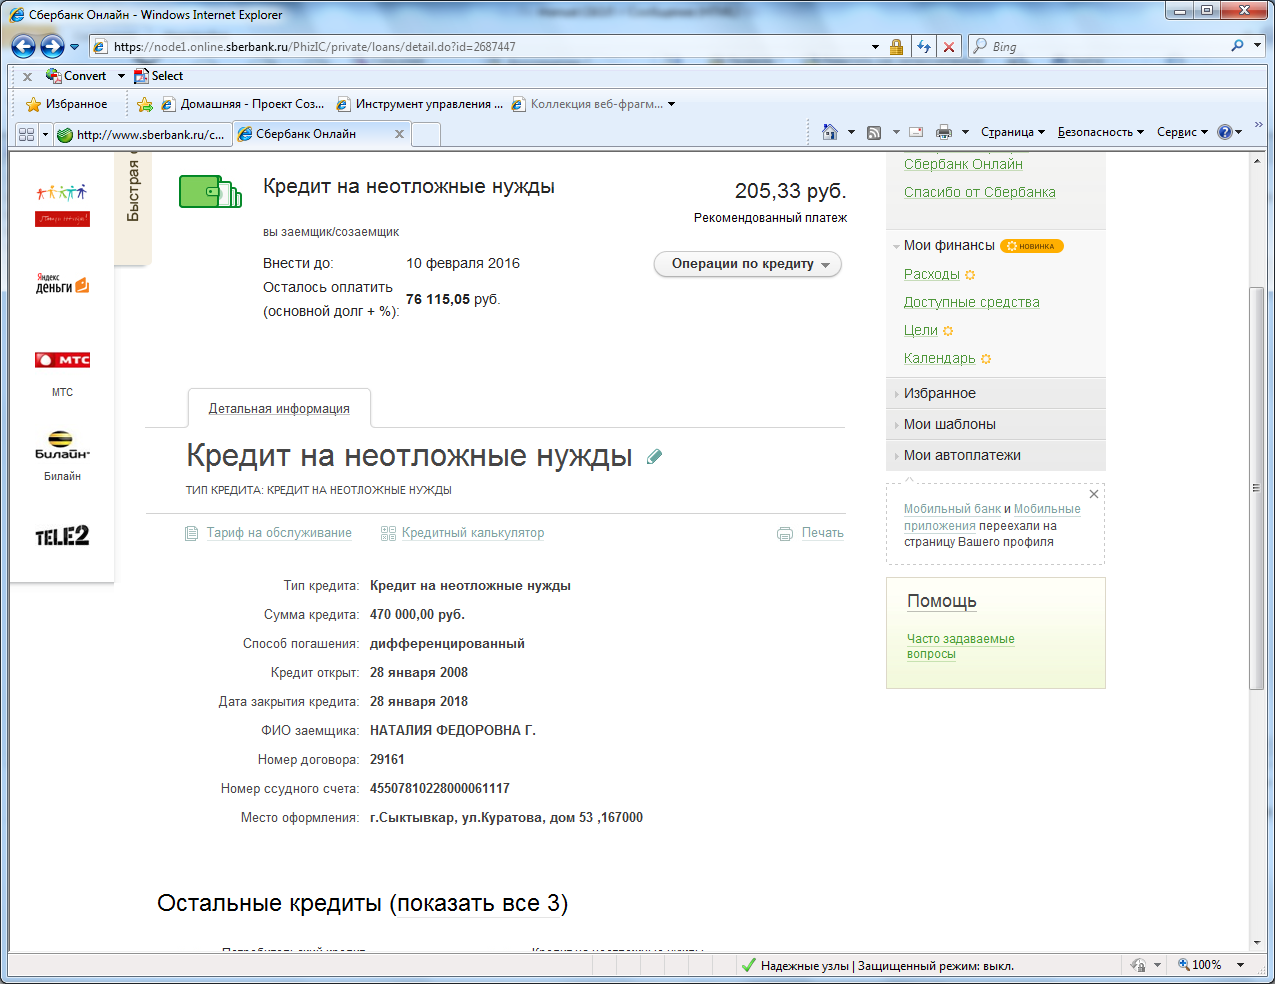 Сбербанк Онлайн - Windows Internet Explorer
https://node1.online.sberbank.ru/PhizIC/private/loans/detail.do?id=2687447
Bing
Convert
Select
Избранное
Домашняя - Проект Соз...
Инструмент управления ...
Коллекция веб-фрагм...
http://www.sberbank.ru/c...
Сбербанк Онлайн
Страница
Безопасность
Сервис
Быстрая
Яндекс
деньги
МТС
МТС
Билайн
Билайн
TELE2
Кредит на неотложные нужды
205,33 руб.
Рекомендованный платеж
вы заемщик/созаемщик
Внести до: 10 февраля 2016
Операции по кредиту
Осталось оплатить
(основной долг + %):
76 115,05 руб.
Детальная информация
Кредит на неотложные нужды
ТИП КРЕДИТА: КРЕДИТ НА НЕОТЛОЖНЫЕ НУЖДЫ
Тариф на обслуживание
Кредитный калькулятор
Печать
Тип кредита: Кредит на неотложные нужды
Сумма кредита: 470 000,00 руб.
Способ погашения: дифференцированный
Кредит открыт: 28 января 2008
Дата закрытия кредита: 28 января 2018
ФИО заемщика: НАТАЛИЯ ФЕДОРОВНА Г.
Номер договора: 29161
Номер ссудного счета: 45507810228000061117
Место оформления: г.Сыктывкар, ул.Куратова, дом 53 ,167000
Остальные кредиты (показать все 3)
Потребительский кредит
Кредит на неотложные нужды
Сбербанк Онлайн
Спасибо от Сбербанка
Мои финансы
НОВИНКА
Расходы
Доступные средства
Цели
Календарь
Избранное
Мои шаблоны
Мои автоплатежи
Мобильный банк и Мобильные
приложения переехали на
страницу Вашего профиля
Помощь
Часто задаваемые
вопросы
Надежные узлы | Защищенный режим: выкл.
100%